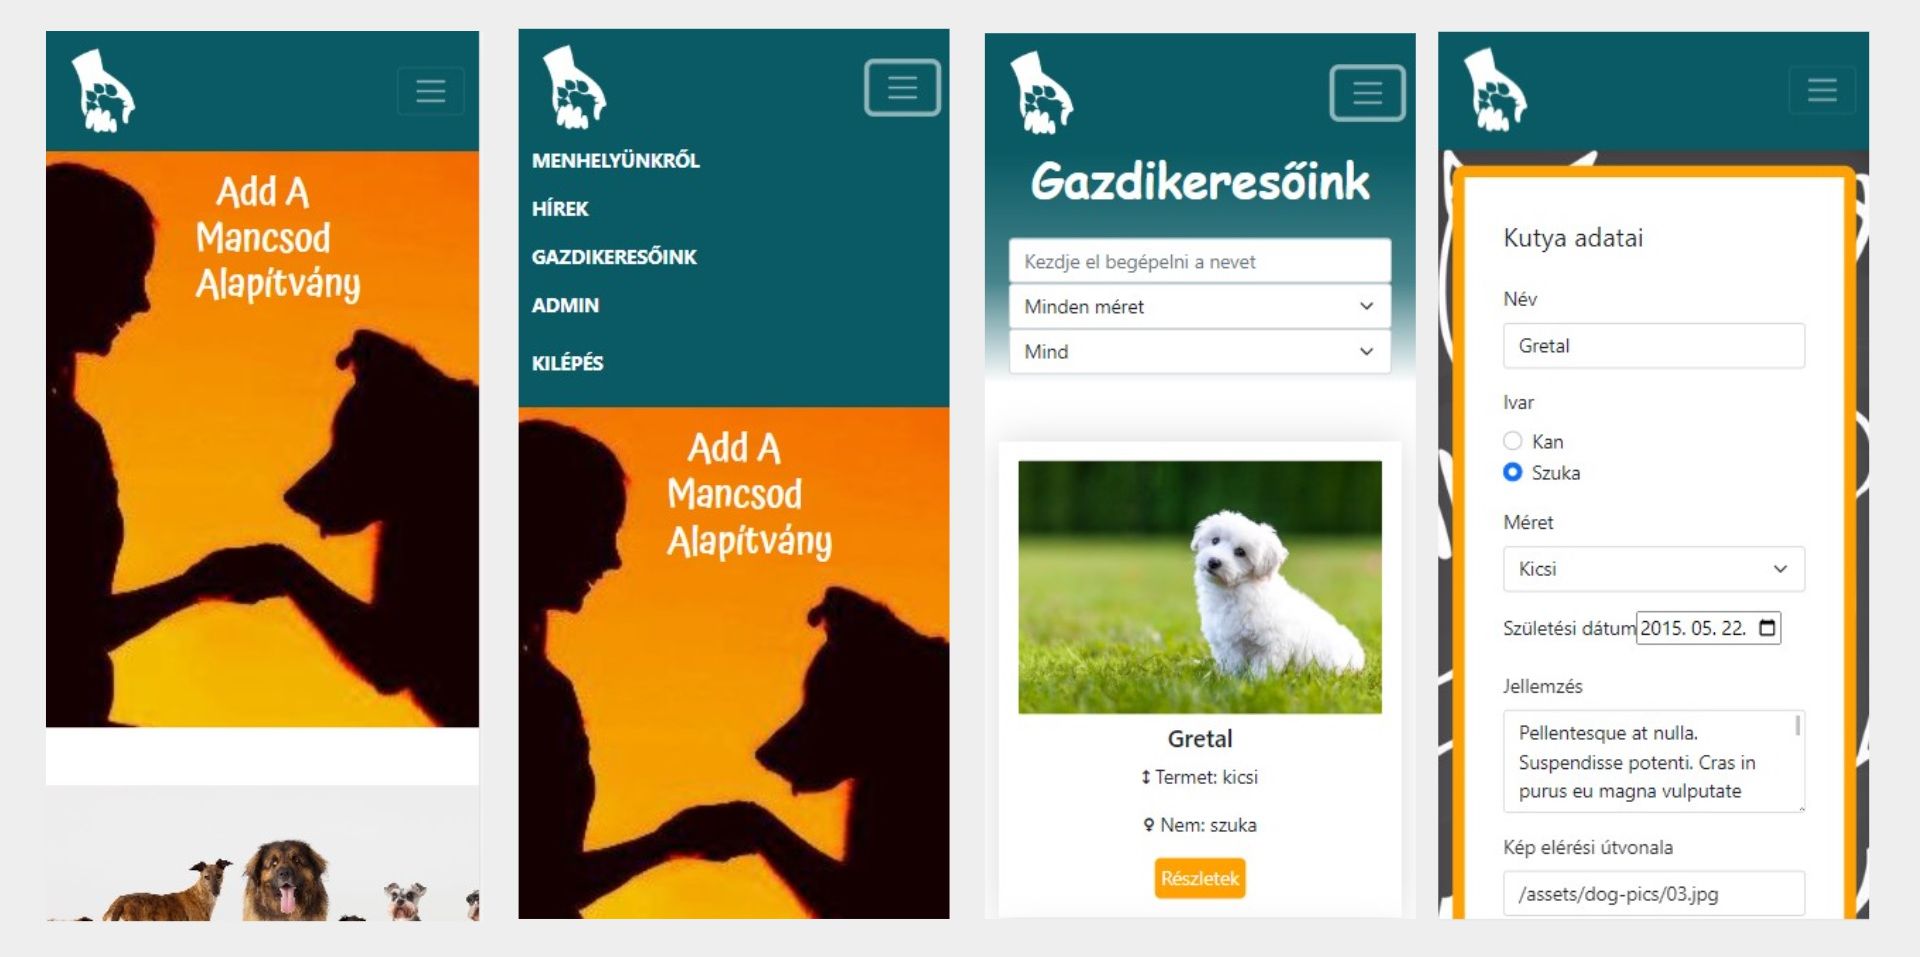 Add A
Mancsod
Alapítvány
MENHELYÜNKRŐL
HÍREK
GAZDIKERESŐINK
ADMIN
KILÉPÉS
Add A
Mancsod
Alapítvány
Gazdikeresőink
Kezdje el begépelni a nevet
Minden méret
Mind
Gretal
Termet: kicsi
Nem: szuka
Részletek
Kutya adatai
Név
Gretal
Ivar
Kan
Szuka
Méret
Kicsi
Születési dátum 2015. 05. 22.
Jellemzés
Pellentesque at nulla.
Suspendisse potenti. Cras in
purus eu magna vulputate
Kép elérési útvonala
/assets/dog-pics/03.jpg